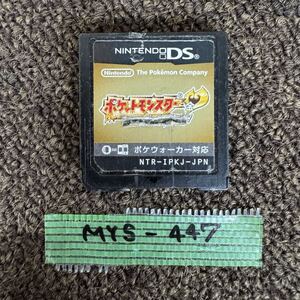 NINTENDO DS
Nintendo The Pokémon Company
ポケットモンスター
ポケウォーカー対応
NTR-IPKJ-JPN
MYS-447